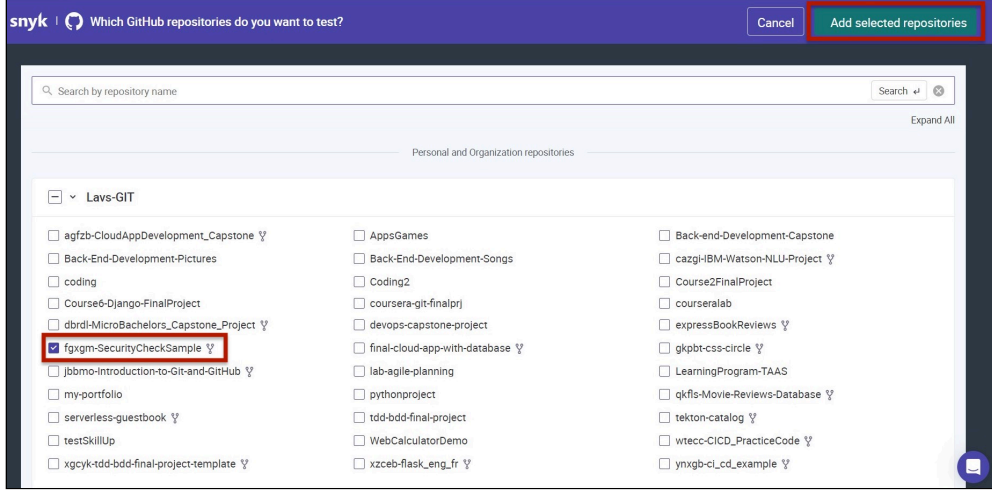 snyk Which GitHub repositories do you want to test? Cancel Add selected repositories
Search by repository name Search ↵
Expand All
Personal and Organization repositories
Lavs-GIT
agfzb-CloudAppDevelopment_Capstone AppsGames Back-end-Development-Capstone
Back-End-Development-Pictures Back-End-Development-Songs cazgi-IBM-Watson-NLU-Project
coding Coding2 Course2FinalProject
Course6-Django-FinalProject coursera-git-finalprj courseralab
dbrdl-MicroBachelors_Capstone_Project devops-capstone-project expressBookReviews
fgxgm-SecurityCheckSample final-cloud-app-with-database gkpbt-css-circle
jbbmo-Introduction-to-Git-and-GitHub lab-agile-planning LearningProgram-TAAS
my-portfolio pythonproject qkfls-Movie-Reviews-Database
serverless-guestbook tdd-bdd-final-project tekton-catalog
testSkillUp WebCalculatorDemo wtecc-CICD_PracticeCode
xgcyk-tdd-bdd-final-project-template xzceb-flask_eng_fr ynxgb-ci_cd_example